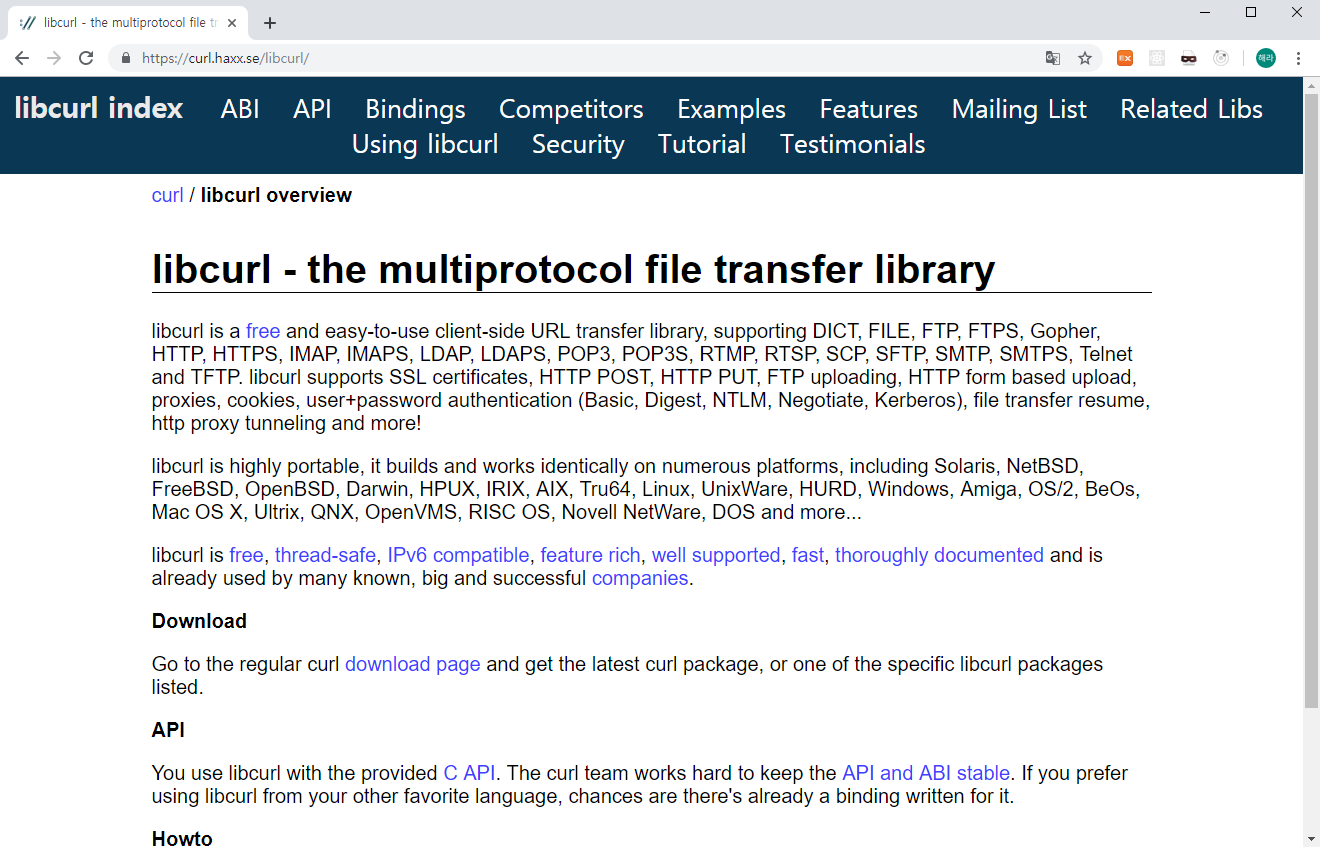 libcurl - the multiprotocol file tr
https://curl.haxx.se/libcurl/
해라
libcurl index ABI API Bindings Competitors Examples Features Mailing List Related Libs
Using libcurl Security Tutorial Testimonials
curl / libcurl overview
libcurl - the multiprotocol file transfer library
libcurl is a free and easy-to-use client-side URL transfer library, supporting DICT, FILE, FTP, FTPS, Gopher,
HTTP, HTTPS, IMAP, IMAPS, LDAP, LDAPS, POP3, POP3S, RTMP, RTSP, SCP, SFTP, SMTP, SMTPS, Telnet
and TFTP. libcurl supports SSL certificates, HTTP POST, HTTP PUT, FTP uploading, HTTP form based upload,
proxies, cookies, user+password authentication (Basic, Digest, NTLM, Negotiate, Kerberos), file transfer resume,
http proxy tunneling and more!
libcurl is highly portable, it builds and works identically on numerous platforms, including Solaris, NetBSD,
FreeBSD, OpenBSD, Darwin, HPUX, IRIX, AIX, Tru64, Linux, UnixWare, HURD, Windows, Amiga, OS/2, BeOs,
Mac OS X, Ultrix, QNX, OpenVMS, RISC OS, Novell NetWare, DOS and more...
libcurl is free, thread-safe, IPv6 compatible, feature rich, well supported, fast, thoroughly documented and is
already used by many known, big and successful companies.
Download
Go to the regular curl download page and get the latest curl package, or one of the specific libcurl packages
listed.
API
You use libcurl with the provided C API. The curl team works hard to keep the API and ABI stable. If you prefer
using libcurl from your other favorite language, chances are there's already a binding written for it.
Howto